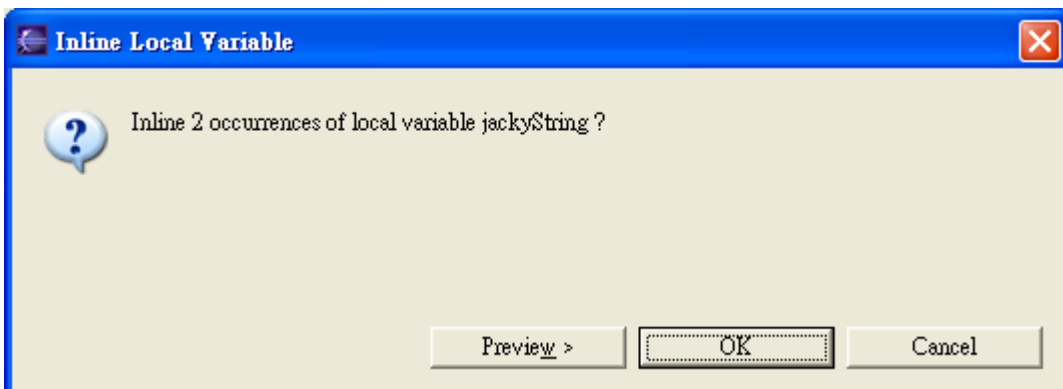 Inline Local Variable
Inline 2 occurrences of local variable jackyString ?
Preview >
OK
Cancel